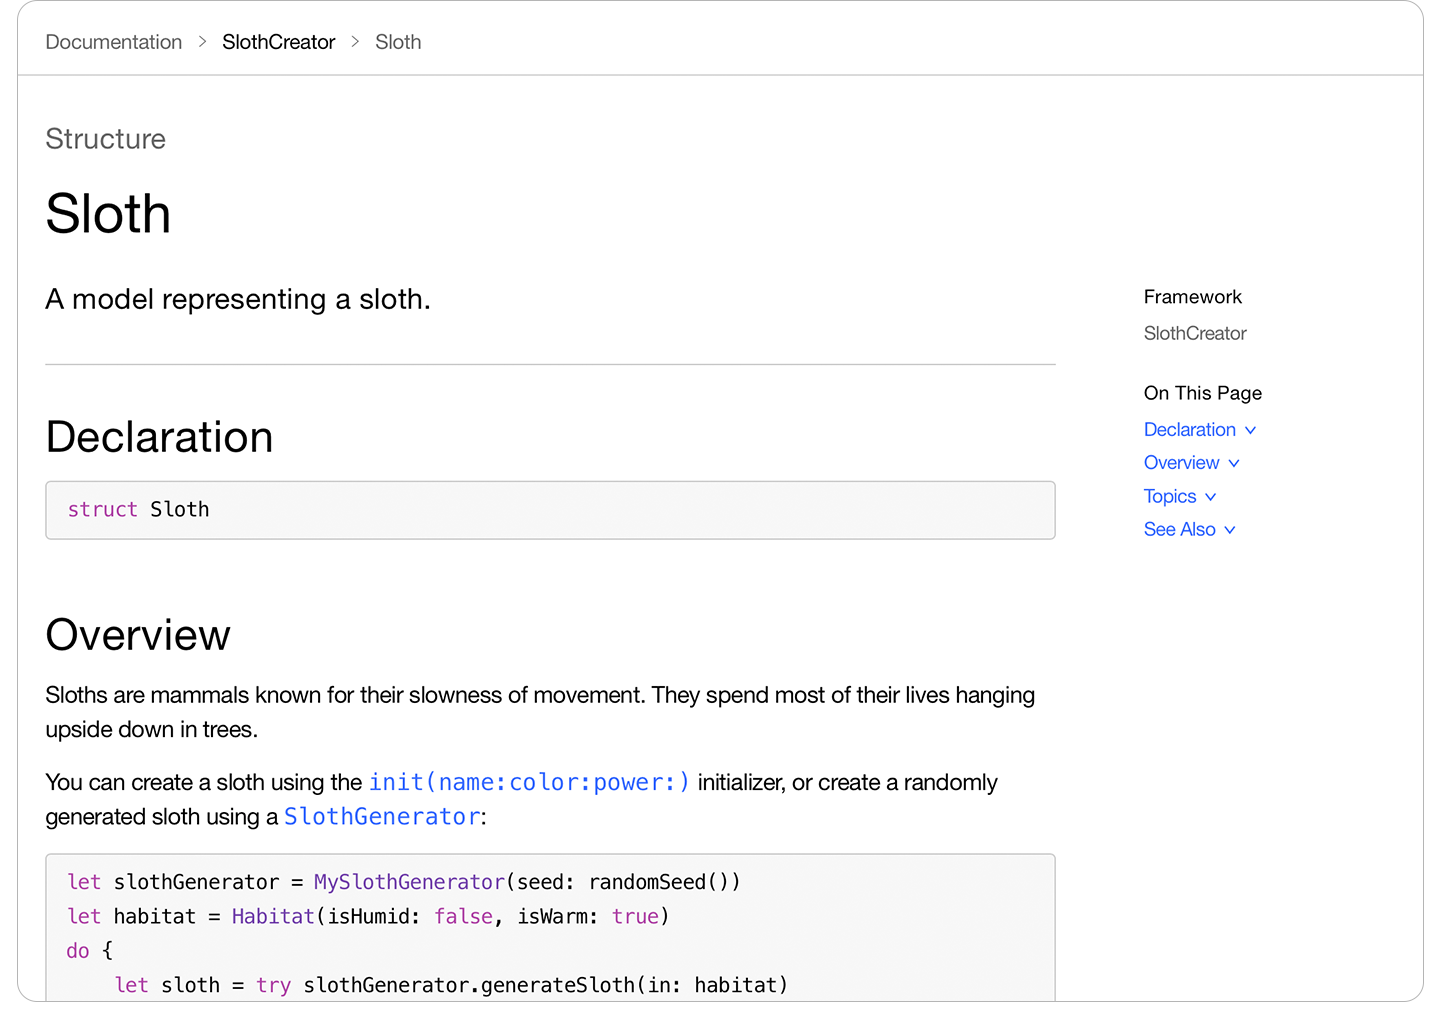 Documentation > SlothCreator > Sloth
Structure
Sloth
A model representing a sloth.
Framework
SlothCreator
On This Page
Declaration
Overview
Topics
See Also
Declaration
struct Sloth
Overview
Sloths are mammals known for their slowness of movement. They spend most of their lives hanging
upside down in trees.
You can create a sloth using the init(name:color:power:) initializer, or create a randomly
generated sloth using a SlothGenerator:
let slothGenerator = MySlothGenerator(seed: randomSeed())
let habitat = Habitat(isHumid: false, isWarm: true)
do {
    let sloth = try slothGenerator.generateSloth(in: habitat)